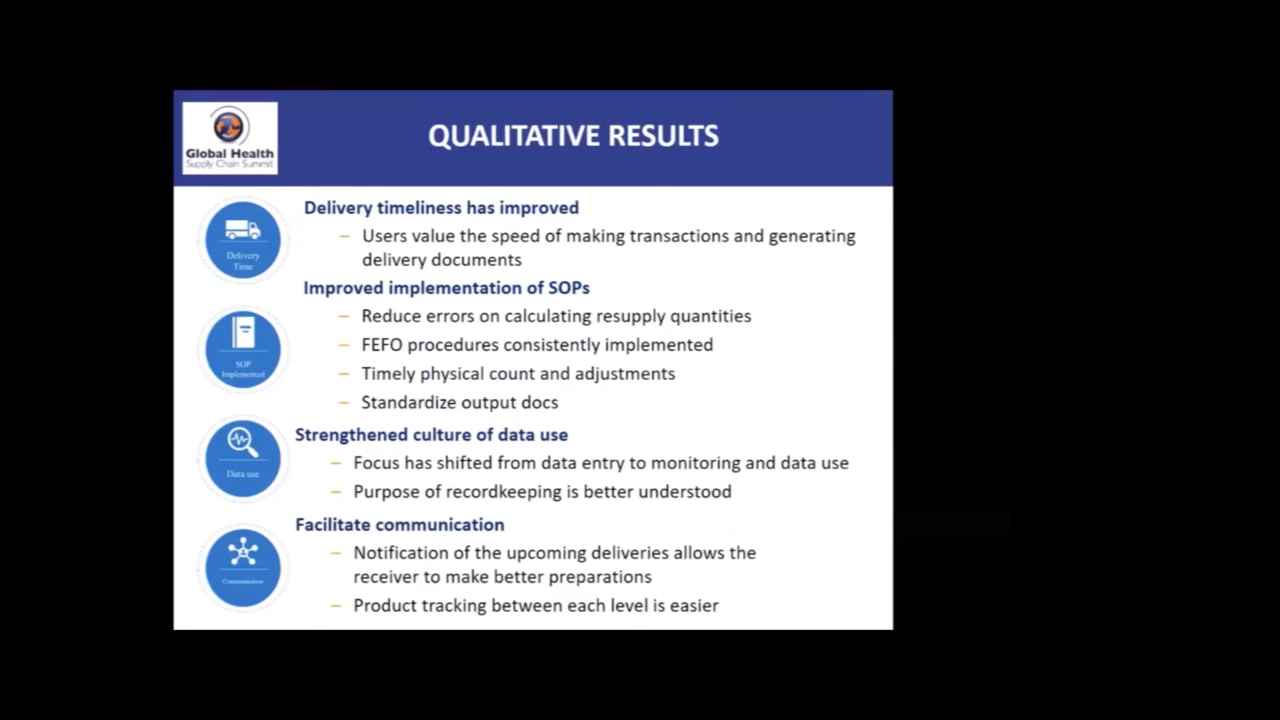 QUALITATIVE RESULTS
Global Health
Supply Chain Summit
Delivery timeliness has improved
– Users value the speed of making transactions and generating
delivery documents
Delivery
Time
Improved implementation of SOPs
– Reduce errors on calculating resupply quantities
– FEFO procedures consistently implemented
– Timely physical count and adjustments
– Standardize output docs
SOP
Implemented
Strengthened culture of data use
– Focus has shifted from data entry to monitoring and data use
– Purpose of recordkeeping is better understood
Data use
Facilitate communication
– Notification of the upcoming deliveries allows the
receiver to make better preparations
– Product tracking between each level is easier
Communication